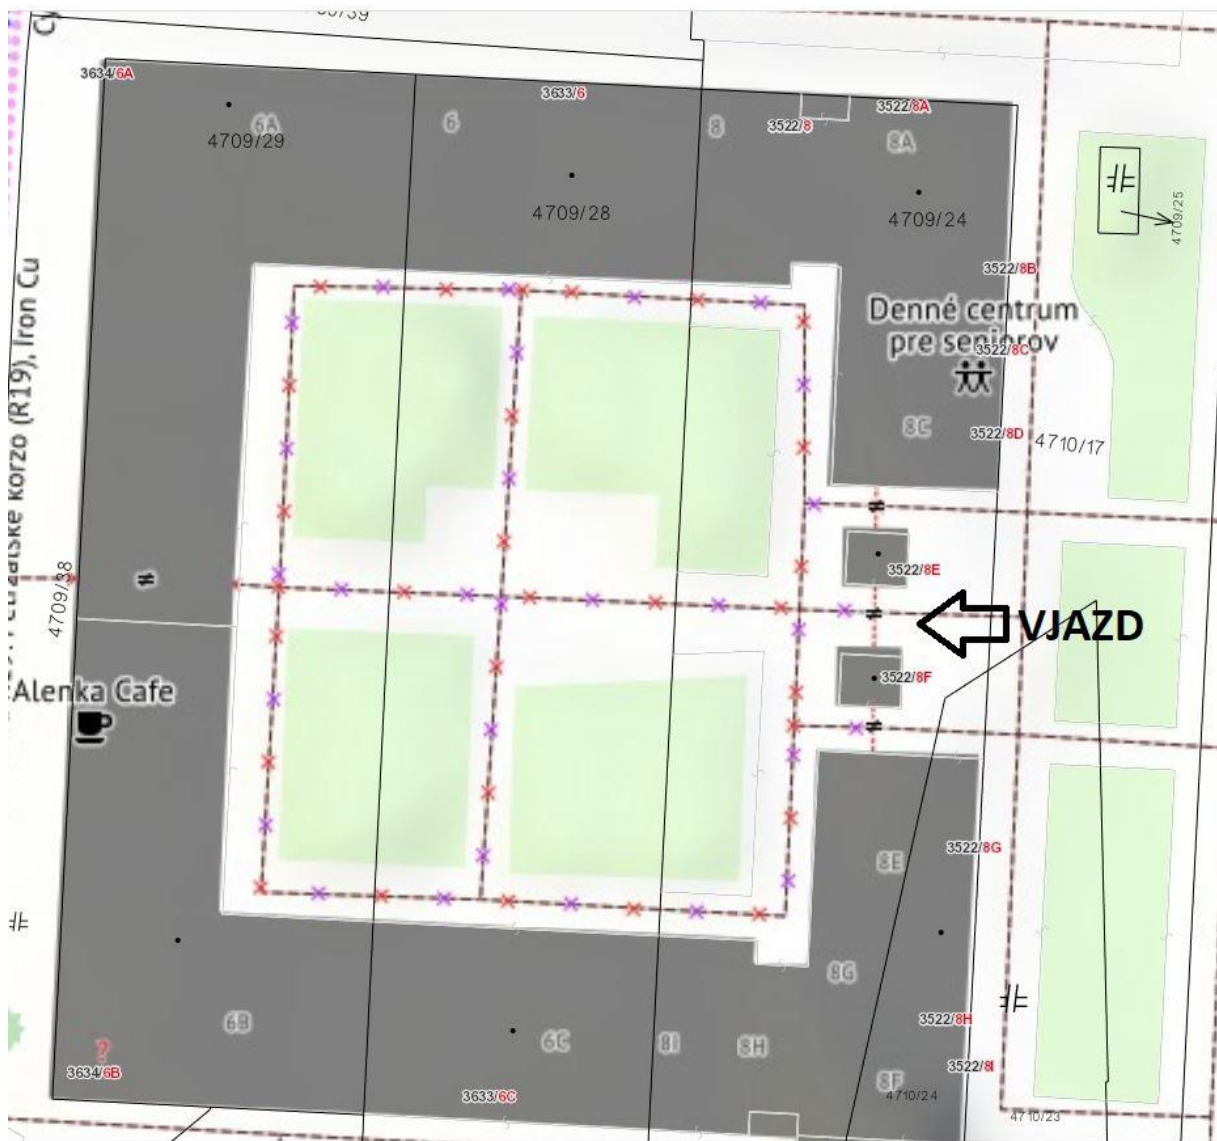 3634/6A
3633/6
3522/8A
3522/8
6A
6
8
8A
4709/29
4709/28
4709/24
4709/25
3522/8B
Denné centrum
pre seniorov
3522/8C
8C
3522/8D
4710/17
korzo (R19), Iron Cu
4709/38
3522/8E
VJAZD
3522/8F
Alenka Cafe
3522/8G
8E
8G
3522/8H
6B
6C
8I
8H
?
3634/6B
3522/8I
8F
4710/24
3633/6C
4710/23